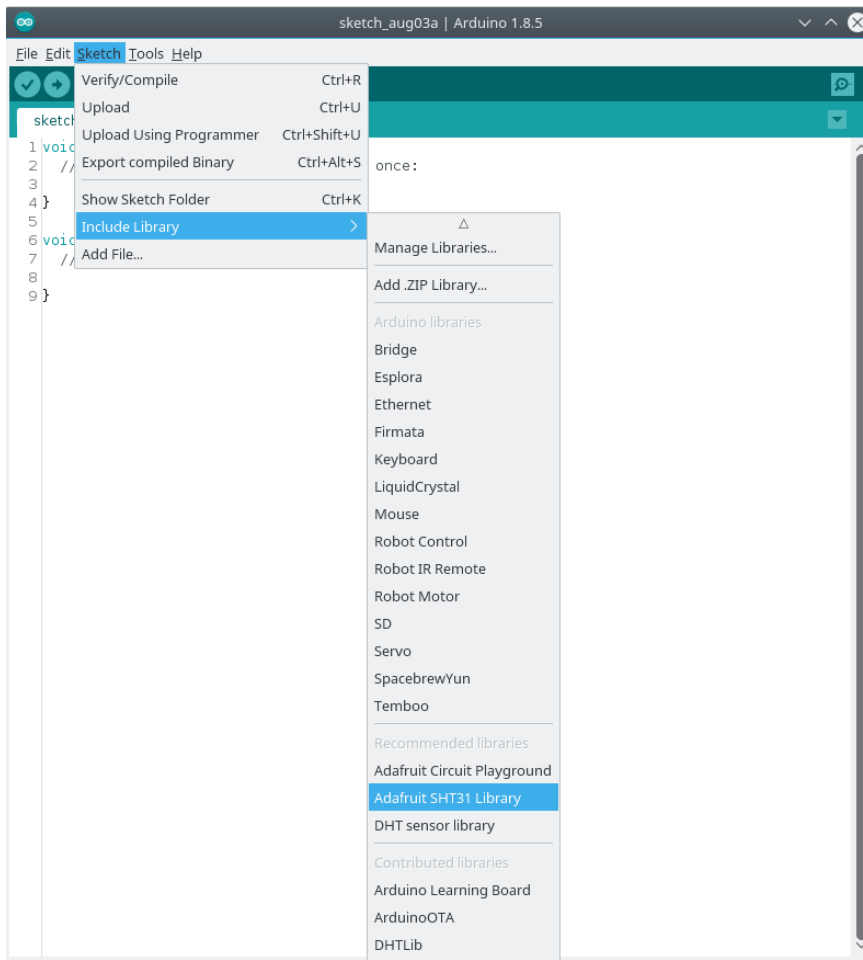 sketch_aug03a | Arduino 1.8.5
File Edit Sketch Tools Help
Verify/Compile Ctrl+R
Upload Ctrl+U
sketch
Upload Using Programmer Ctrl+Shift+U
1 void
Export compiled Binary Ctrl+Alt+S
2 // once:
3
4 } Show Sketch Folder Ctrl+K
5
Include Library
6 void
Add File...
7 //
8
9 }
Manage Libraries...
Add .ZIP Library...
Arduino libraries
Bridge
Esplora
Ethernet
Firmata
Keyboard
LiquidCrystal
Mouse
Robot Control
Robot IR Remote
Robot Motor
SD
Servo
SpacebrewYun
Temboo
Recommended libraries
Adafruit Circuit Playground
Adafruit SHT31 Library
DHT sensor library
Contributed libraries
Arduino Learning Board
ArduinoOTA
DHTLib